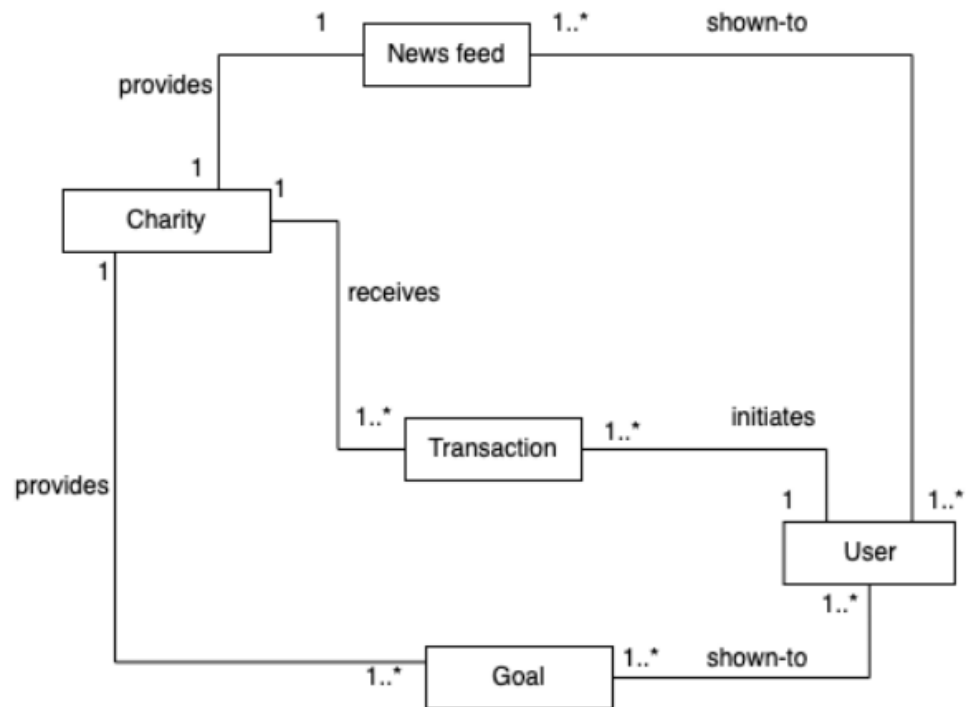 1
1..*
shown-to
News feed
provides
1
1
Charity
1
receives
1..*
Transaction
1..*
initiates
provides
1
1..*
User
1..*
1..*
Goal
1..*
shown-to